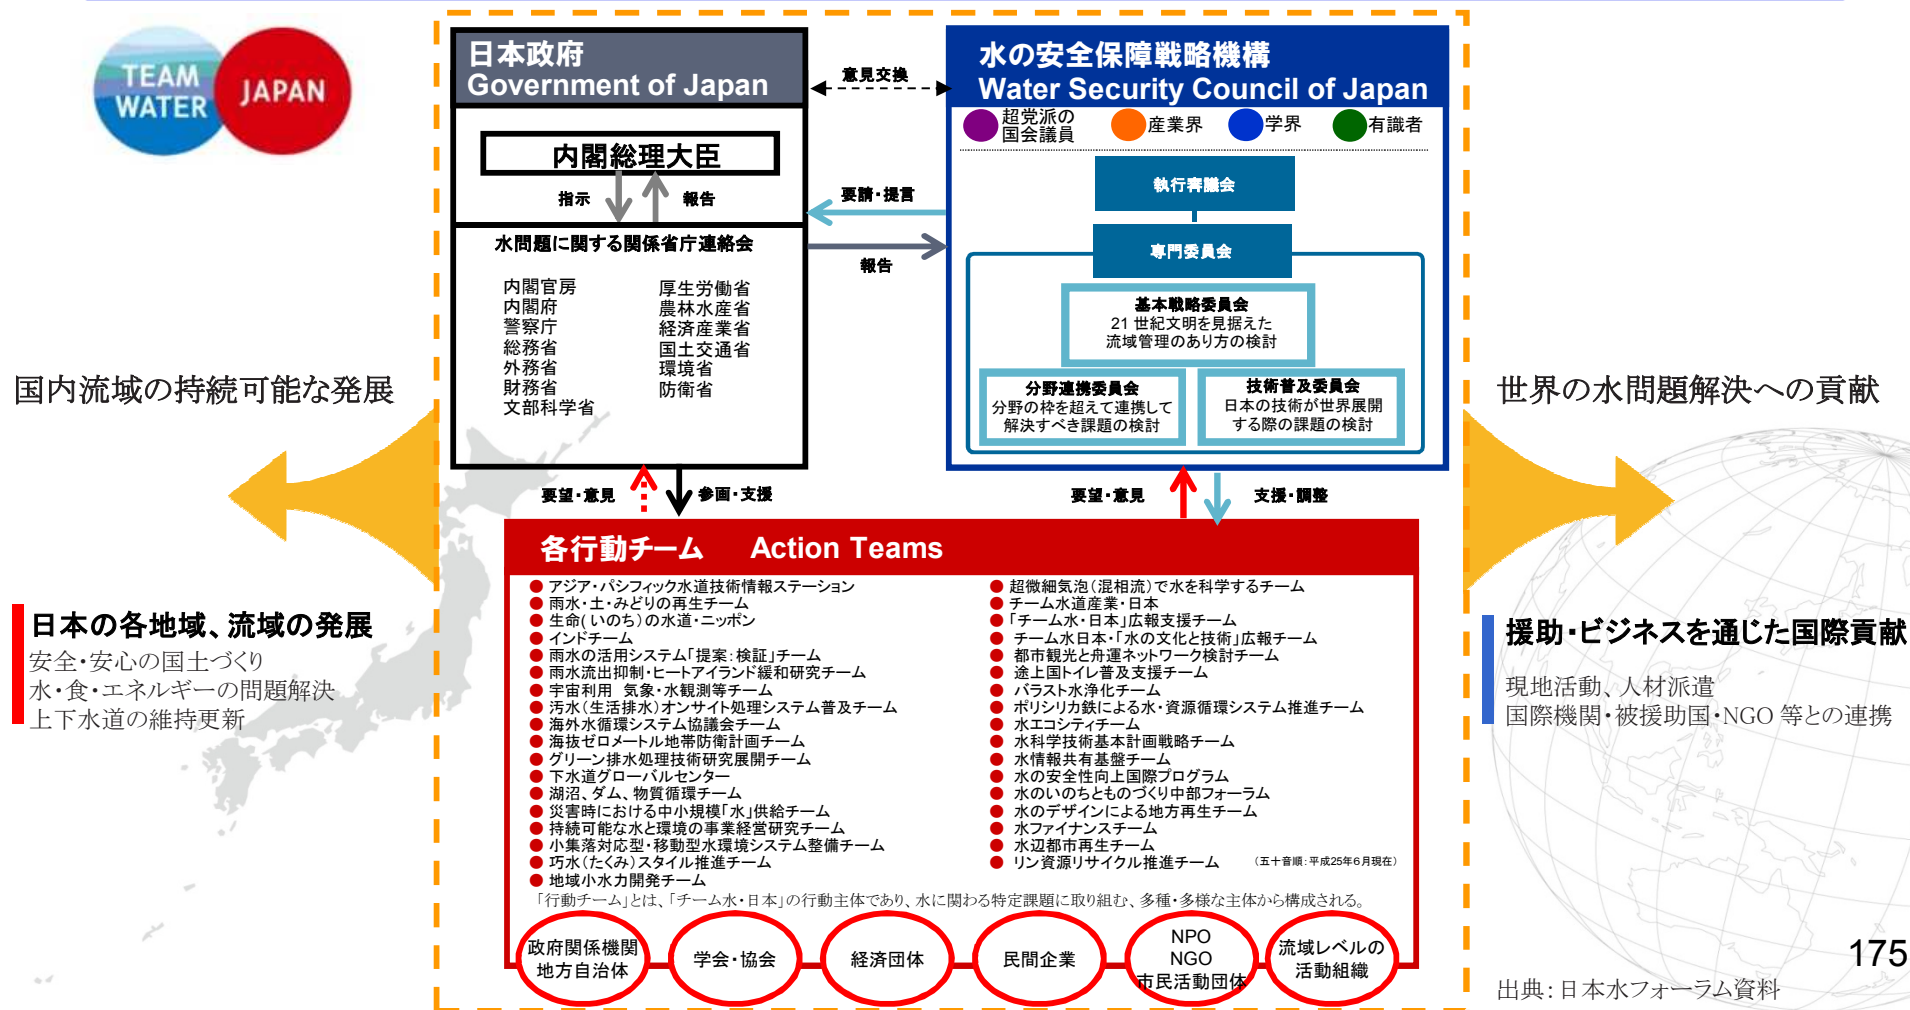 TEAM
WATER
JAPAN
日本政府
Government of Japan
意見交換
水の安全保障戦略機構
Water Security Council of Japan
超党派の
国会議員
産業界
学界
有識者
内閣総理大臣
指示
報告
水問題に関する関係省庁連絡会
内閣官房
内閣府
警察庁
総務省
外務省
財務省
文部科学省
厚生労働省
農林水産省
経済産業省
国土交通省
環境省
防衛省
要請・提言
報告
執行審議会
専門委員会
基本戦略委員会
21 世紀文明を見据えた
流域管理のあり方の検討
分野連携委員会
分野の枠を超えて連携して
解決すべき課題の検討
技術普及委員会
日本の技術が世界展開
する際の課題の検討
国内流域の持続可能な発展
世界の水問題解決への貢献
要望・意見
参画・支援
要望・意見
支援・調整
各行動チーム Action Teams
● アジア・パシフィック水道技術情報ステーション
● 雨水・土・みどりの再生チーム
● 生命(いのち)の水道・ニッポン
● インドチーム
● 雨水の活用システム「提案:検証」チーム
● 雨水流出抑制・ヒートアイランド緩和研究チーム
● 宇宙利用 気象・水観測等チーム
● 汚水(生活排水)オンサイト処理システム普及チーム
● 海外水循環システム協議会チーム
● 海抜ゼロメートル地帯防衛計画チーム
● グリーン排水処理技術研究展開チーム
● 下水道グローバルセンター
● 湖沼、ダム、物質循環チーム
● 災害時における中小規模「水」供給チーム
● 持続可能な水と環境の事業経営研究チーム
● 小集落対応型・移動型水環境システム整備チーム
● 巧水(たくみ)スタイル推進チーム
● 地域小水力開発チーム
● 超微細気泡(混相流)で水を科学するチーム
● チーム水道産業・日本
● 「チーム水・日本」広報支援チーム
● チーム水日本・「水の文化と技術」広報チーム
● 都市観光と舟運ネットワーク検討チーム
● 途上国トイレ普及支援チーム
● バラスト水浄化チーム
● ポリシリカ鉄による水・資源循環システム推進チーム
● 水エコシティチーム
● 水科学技術基本計画戦略チーム
● 水情報共有基盤チーム
● 水の安全性向上国際プログラム
● 水のいのちとものづくり中部フォーラム
● 水のデザインによる地方再生チーム
● 水ファイナンスチーム
● 水辺都市再生チーム
● リン資源リサイクル推進チーム (五十音順:平成25年6月現在)
「行動チーム」とは、「チーム水・日本」の行動主体であり、水に関わる特定課題に取り組む、多種・多様な主体から構成される。
政府関係機関
地方自治体
学会・協会
経済団体
民間企業
NPO
NGO
市民活動団体
流域レベルの
活動組織
日本の各地域、流域の発展
安全・安心の国土づくり
水・食・エネルギーの問題解決
上下水道の維持更新
援助・ビジネスを通じた国際貢献
現地活動、人材派遣
国際機関・被援助国・NGO 等との連携
175
出典:日本水フォーラム資料